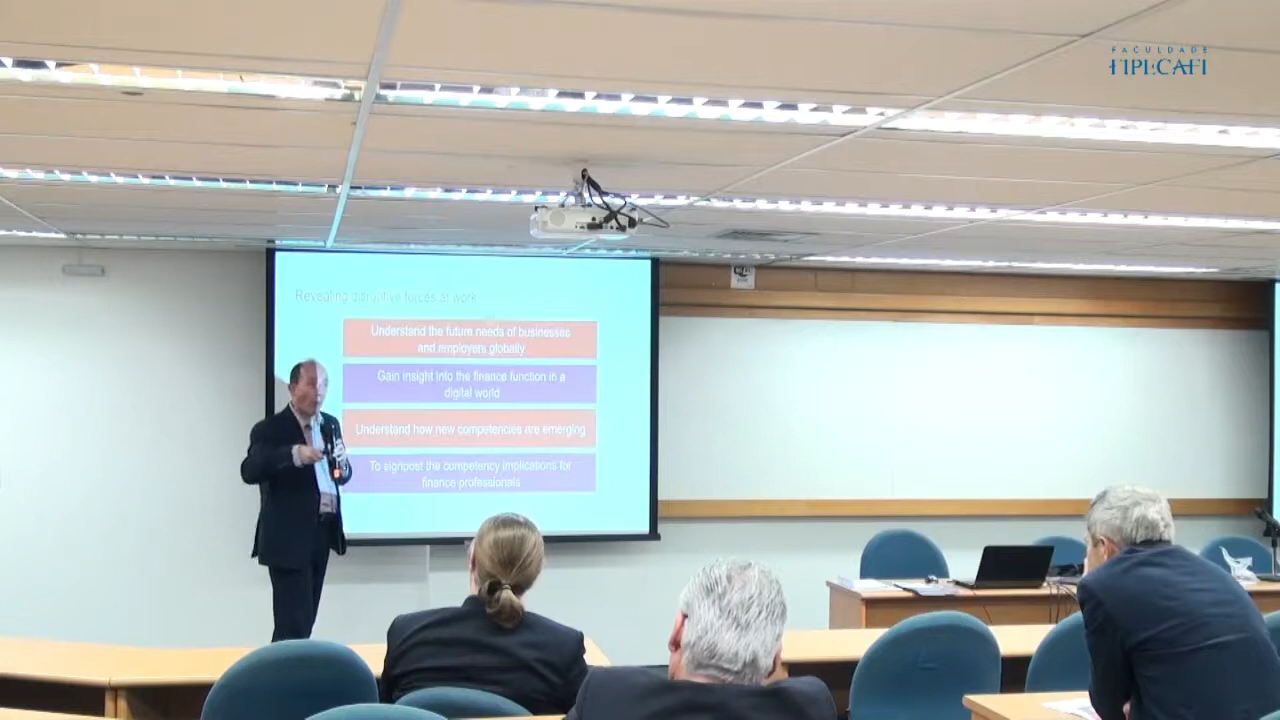 FACULDADE
FIPECAFI
Revealing disruptive forces at work
Understand the future needs of businesses
and employers globally
Gain insight into the finance function in a
digital world
Understand how new competencies are emerging
To signpost the competency implications for
finance professionals